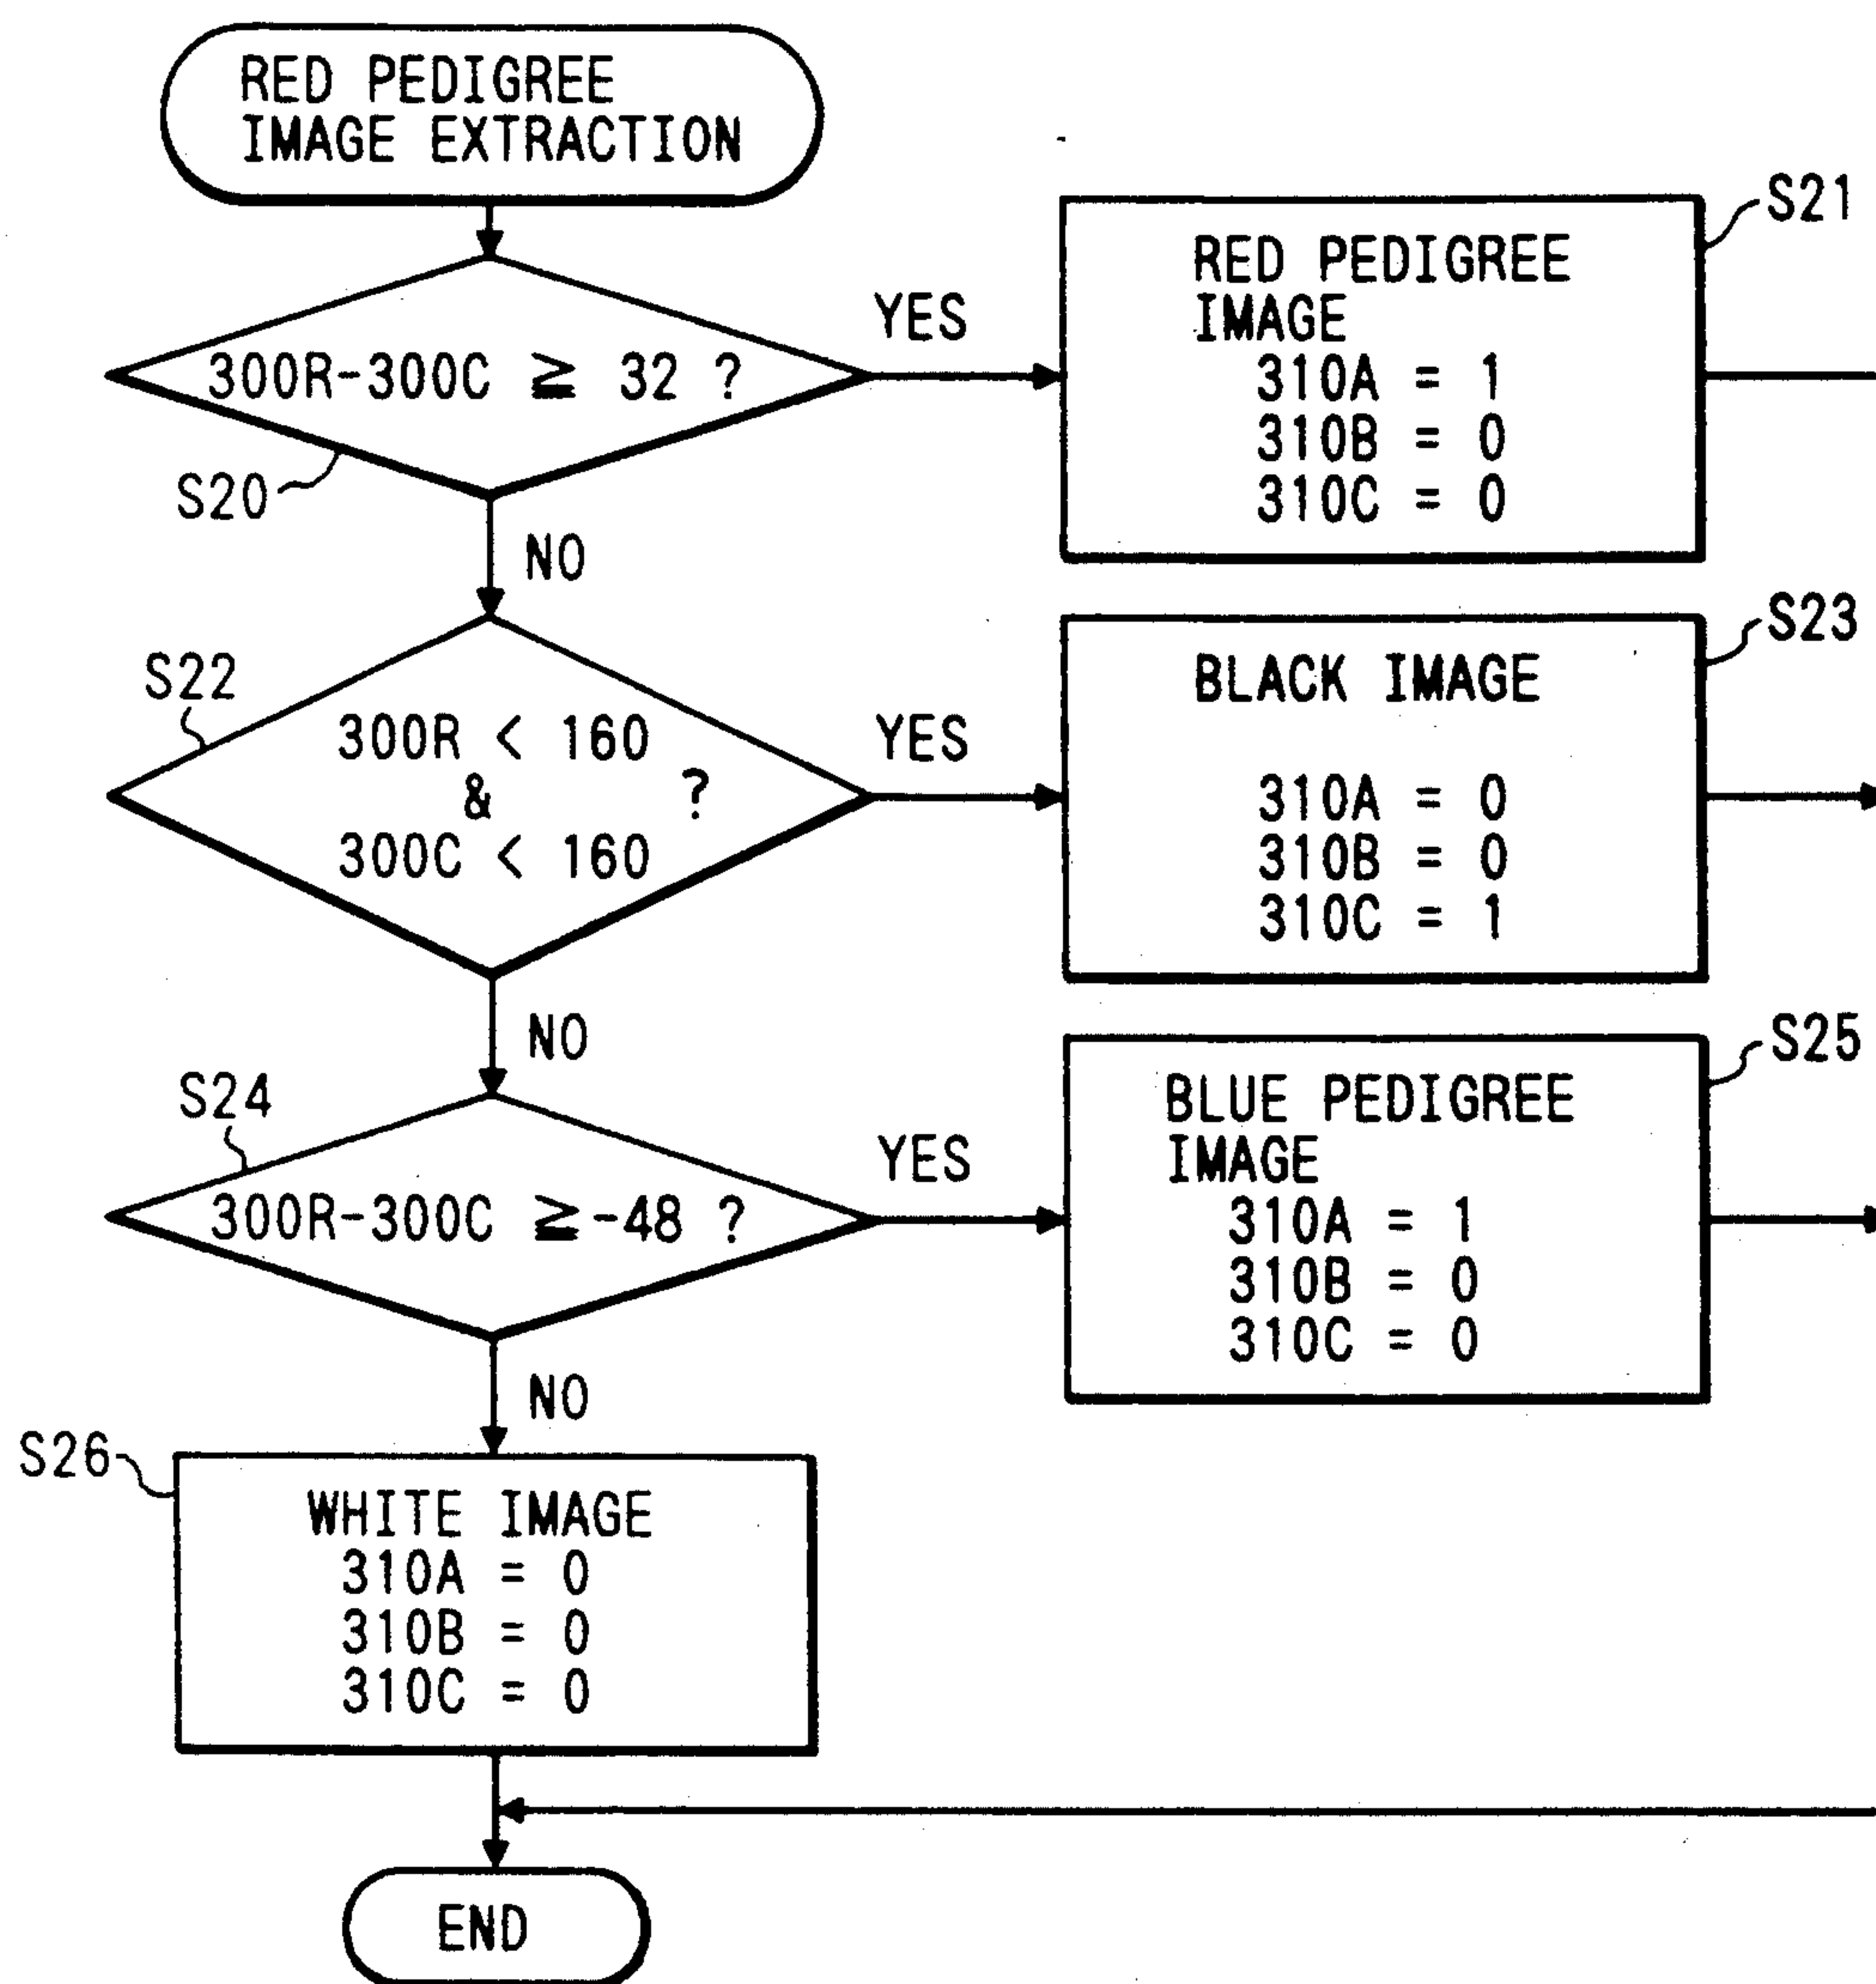 RED PEDIGREE
IMAGE EXTRACTION
300R-300C ≧ 32 ?
S20
YES
NO
RED PEDIGREE
IMAGE
310A = 1
310B = 0
310C = 0
S21
S22
300R < 160
& ?
300C < 160
YES
NO
BLACK IMAGE
310A = 0
310B = 0
310C = 1
S23
S24
300R-300C ≧-48 ?
YES
NO
BLUE PEDIGREE
IMAGE
310A = 1
310B = 0
310C = 0
S25
S26
WHITE IMAGE
310A = 0
310B = 0
310C = 0
END